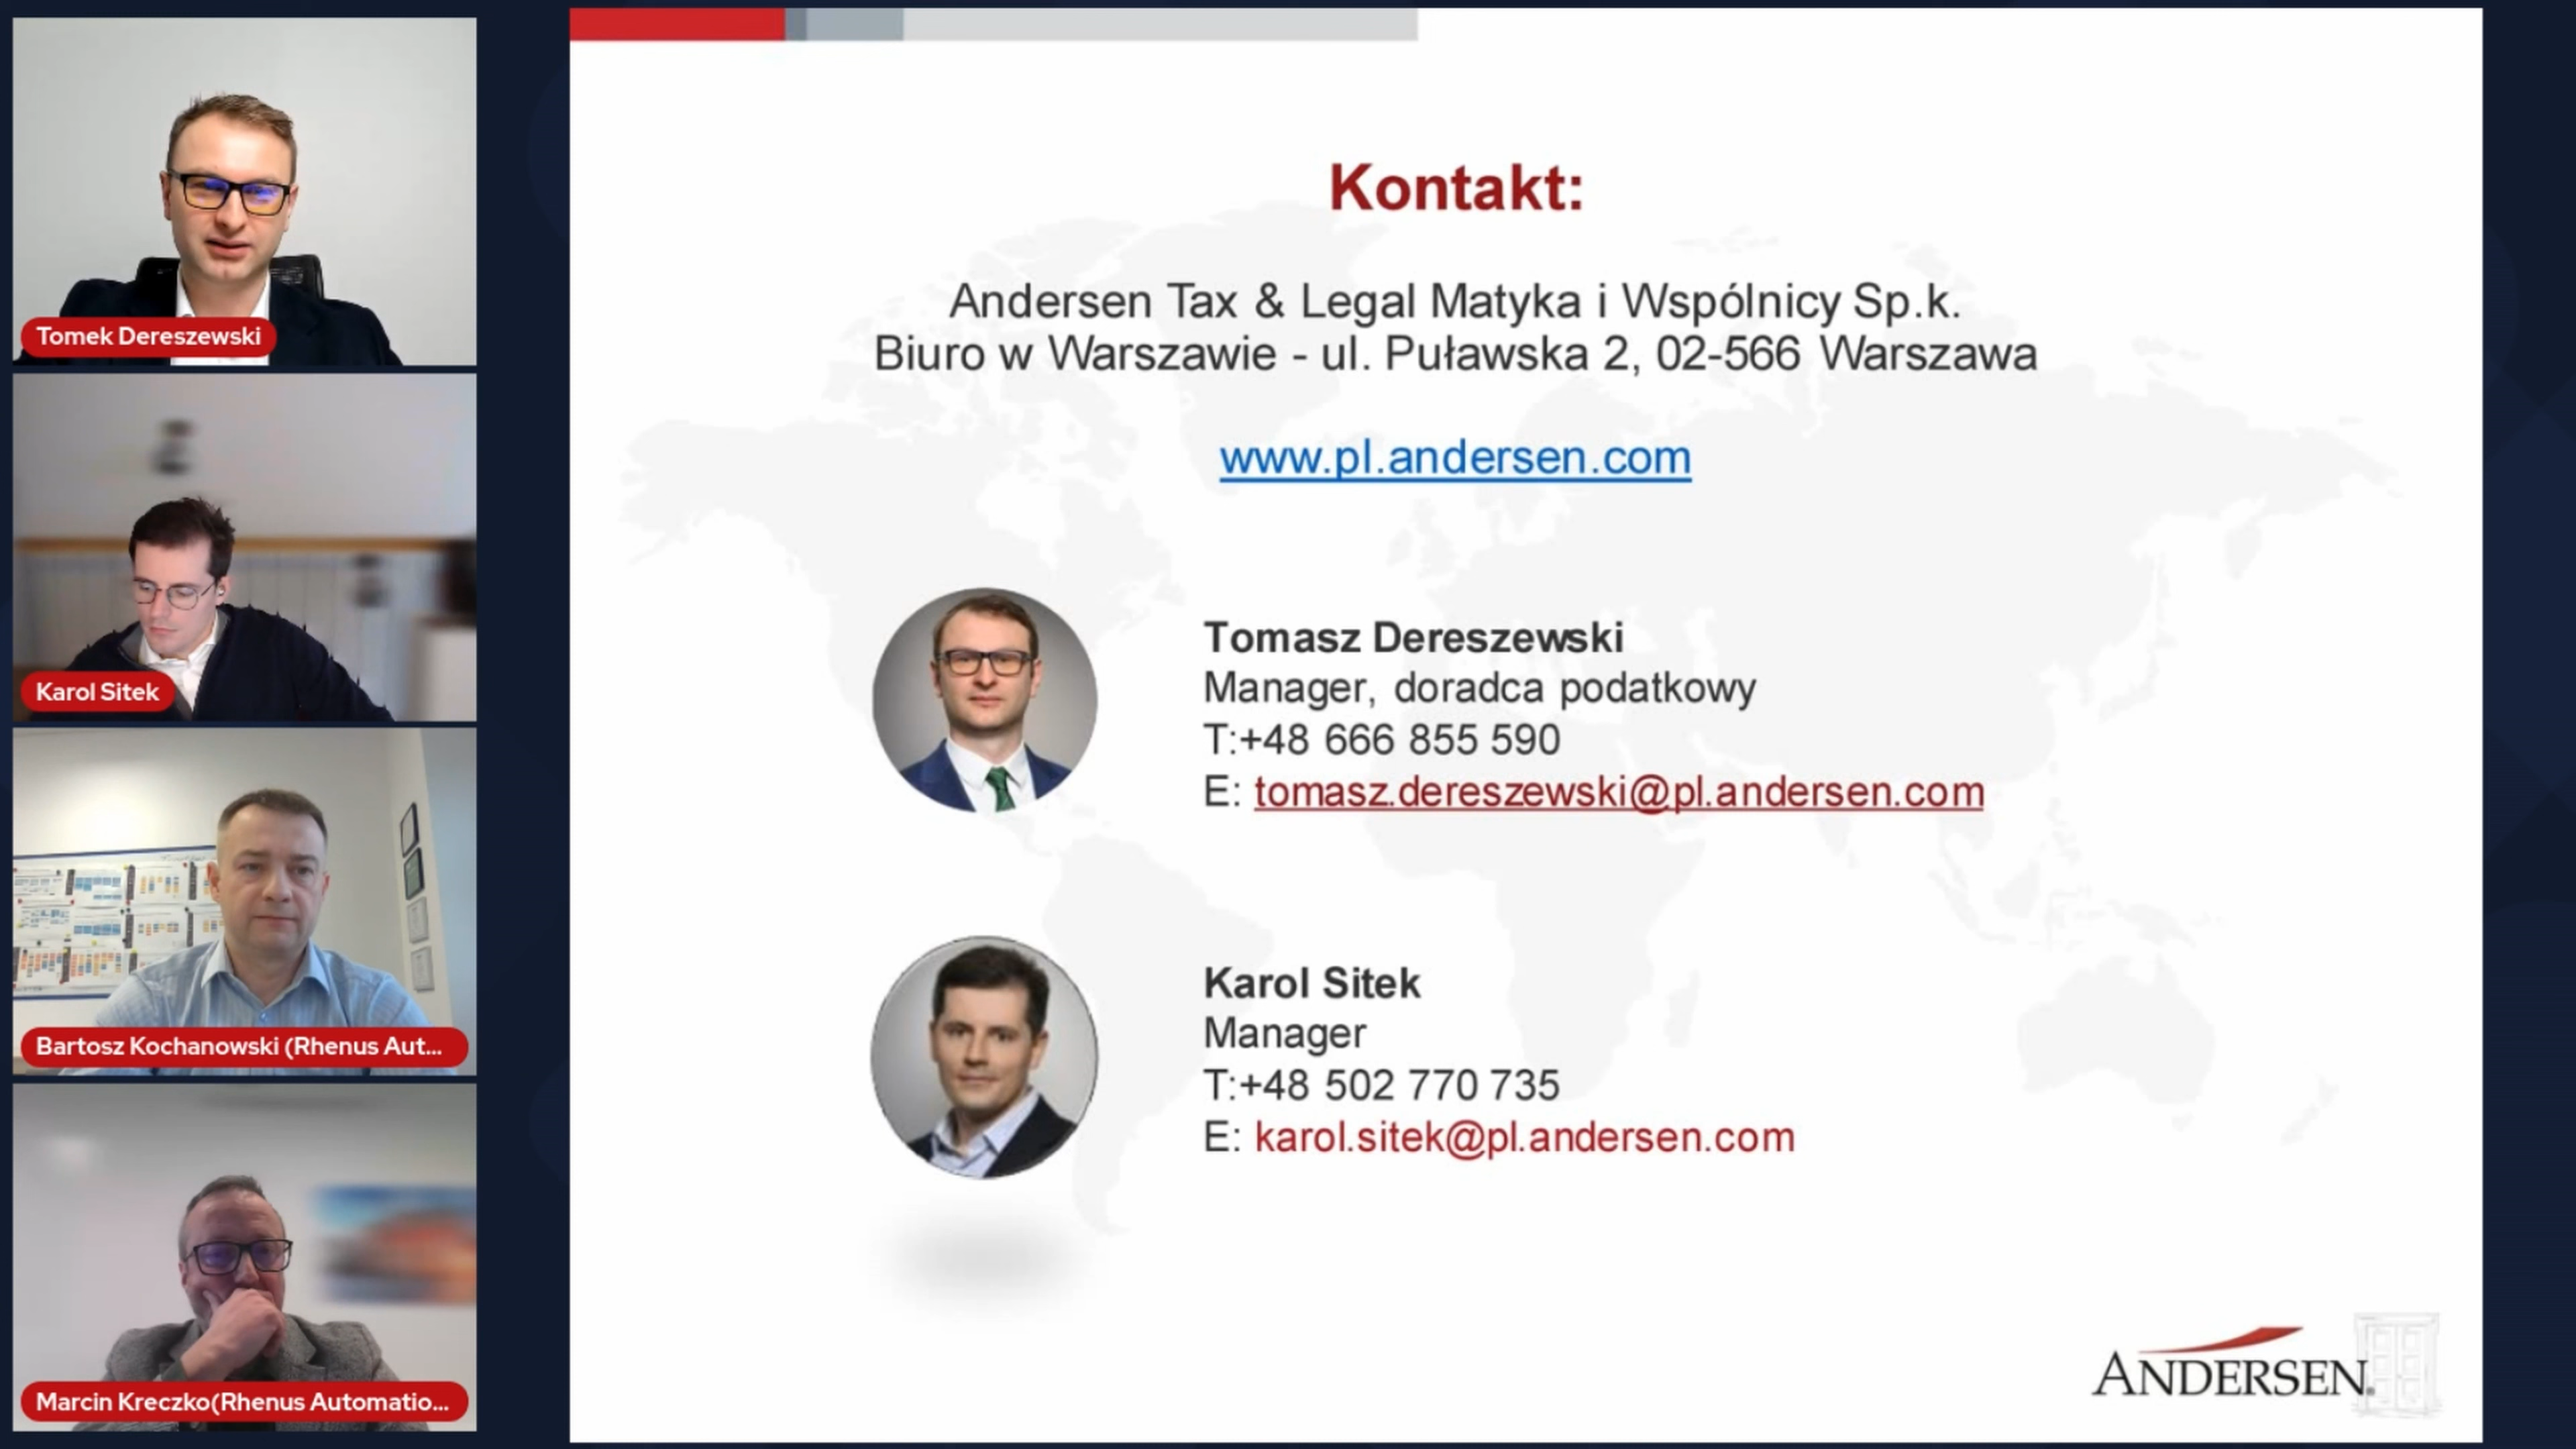 Tomek Dereszewski
Karol Sitek
Bartosz Kochanowski (Rhenus Aut...
Marcin Kreczko(Rhenus Automatio...
Kontakt:
Andersen Tax & Legal Matyka i Wspólnicy Sp.k.
Biuro w Warszawie - ul. Puławska 2, 02-566 Warszawa
www.pl.andersen.com
Tomasz Dereszewski
Manager, doradca podatkowy
T:+48 666 855 590
E: tomasz.dereszewski@pl.andersen.com
Karol Sitek
Manager
T:+48 502 770 735
E: karol.sitek@pl.andersen.com
ANDERSEN